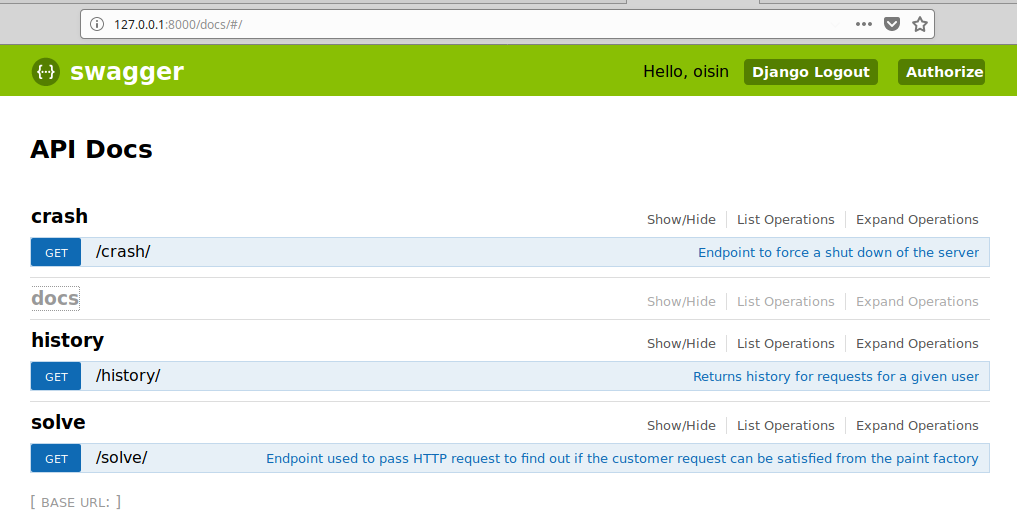 127.0.0.1:8000/docs/#/
{··} swagger Hello, oisin Django Logout Authorize
API Docs
crash Show/Hide List Operations Expand Operations
GET /crash/ Endpoint to force a shut down of the server
docs Show/Hide List Operations Expand Operations
history Show/Hide List Operations Expand Operations
GET /history/ Returns history for requests for a given user
solve Show/Hide List Operations Expand Operations
GET /solve/ Endpoint used to pass HTTP request to find out if the customer request can be satisfied from the paint factory
[ BASE URL: ]